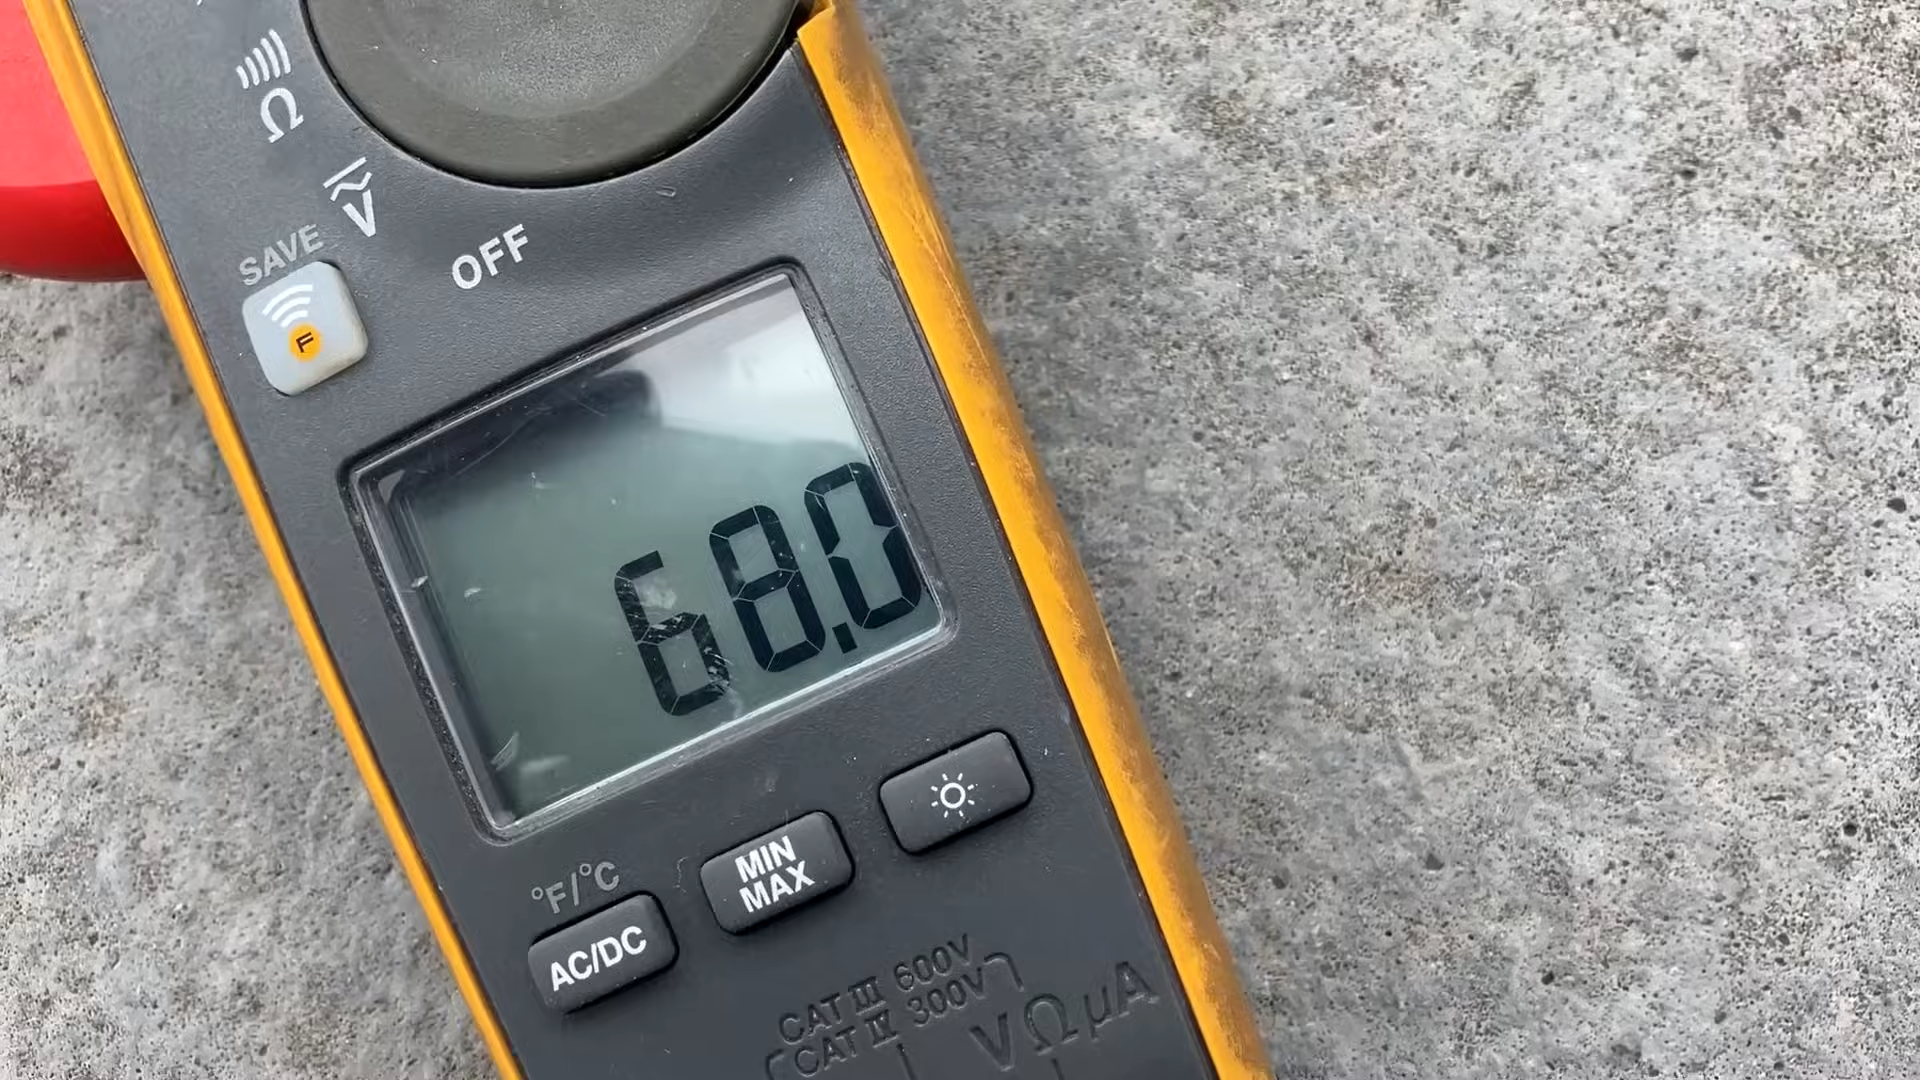 Ω
V
OFF
SAVE
F
68.0
°F/°C
AC/DC
MIN
MAX
CAT III 600V
CAT IV 300V
V Ω µA